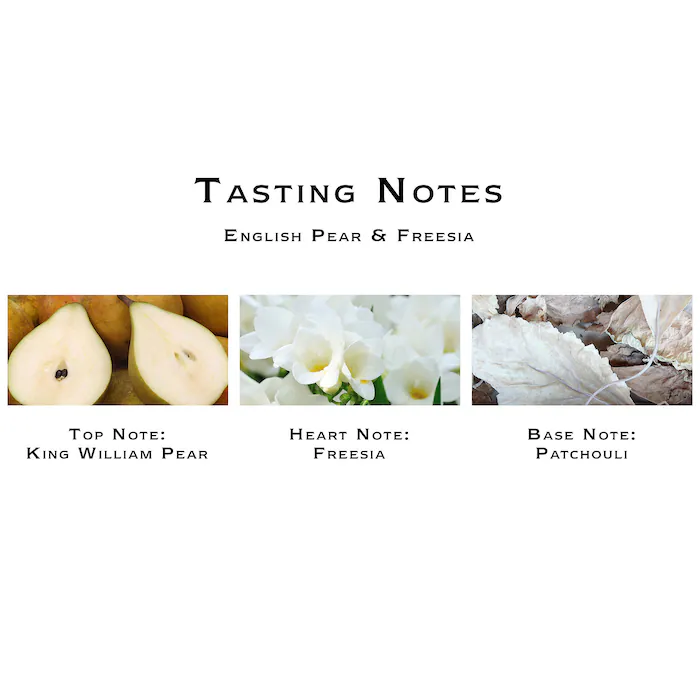 Tasting Notes
English Pear & Freesia
Top Note:
King William Pear
Heart Note:
Freesia
Base Note:
Patchouli